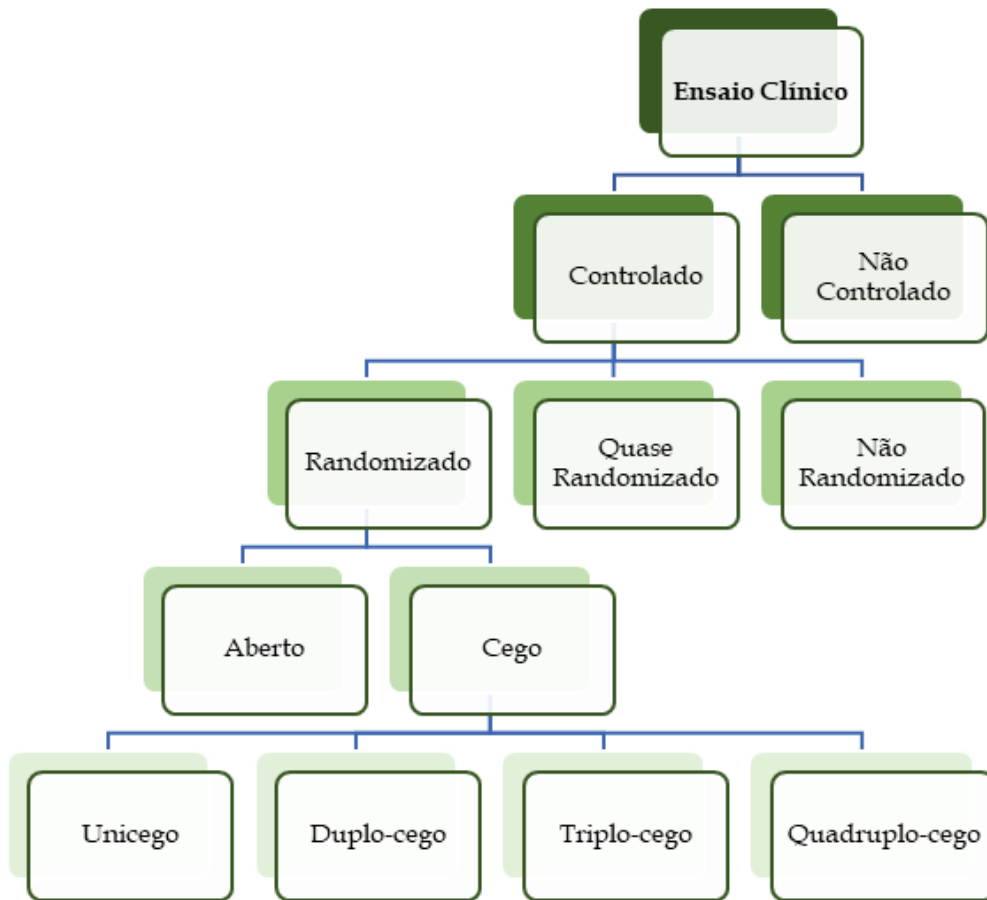 Ensaio Clínico
Controlado
Não
Controlado
Randomizado
Quase
Randomizado
Não
Randomizado
Aberto
Cego
Unicego
Duplo-cego
Triplo-cego
Quadruplo-cego